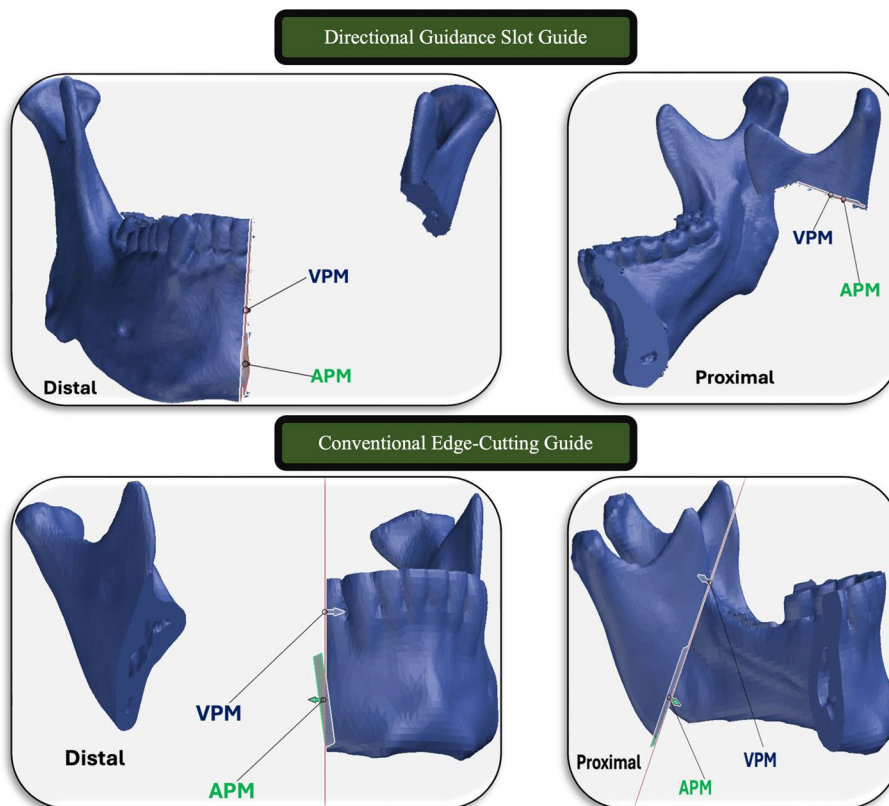 Directional Guidance Slot Guide
VPM
APM
Distal
VPM
APM
Proximal
Conventional Edge-Cutting Guide
VPM
APM
Distal
VPM
APM
Proximal